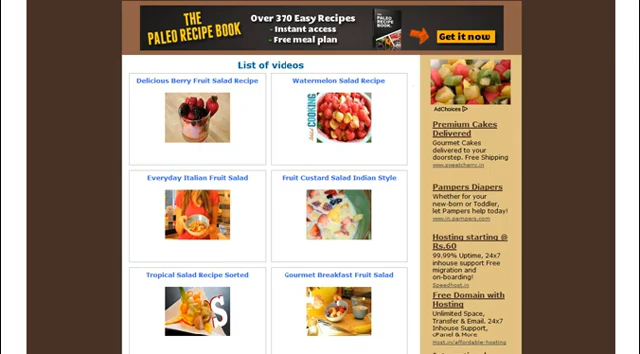 THE
PALEO RECIPE BOOK
Over 370 Easy Recipes
- Instant access
- Free meal plan
Get it now
List of videos
Delicious Berry Fruit Salad Recipe
Watermelon Salad Recipe
COOKING
Everyday Italian Fruit Salad
Fruit Custard Salad Indian Style
Tropical Salad Recipe Sorted
Gourmet Breakfast Fruit Salad
S
AdChoices
Premium Cakes
Delivered
Gourmet Cakes
delivered to your
doorstep. Free Shipping
Pampers Diapers
Whether for your
new-born or Toddler,
let Pampers help today!
www.in.pampers.com
Hosting starting @
Rs.60
99.99% Uptime, 24x7
inhouse support Free
migration and
on-boarding!
Speedhost.in
Free Domain with
Hosting
Unlimited Space,
Transfer & Email. 24x7
Inhouse Support,
cPanel & More
Host.in/affordable-hosting